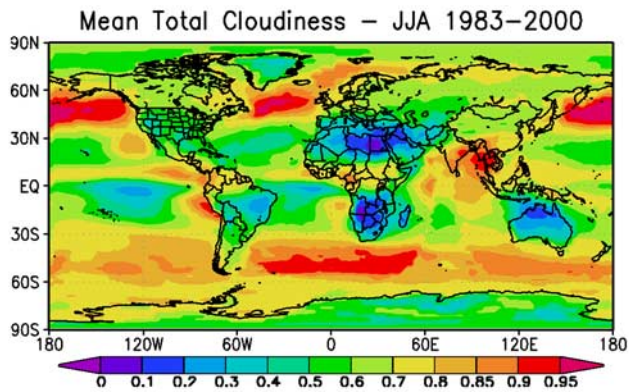 Mean Total Cloudiness – JJA 1983–2000
90N
60N
30N
EQ
30S
60S
90S
180 120W 60W 0 60E 120E 180
0 0.1 0.2 0.3 0.4 0.5 0.6 0.7 0.8 0.85 0.9 0.95